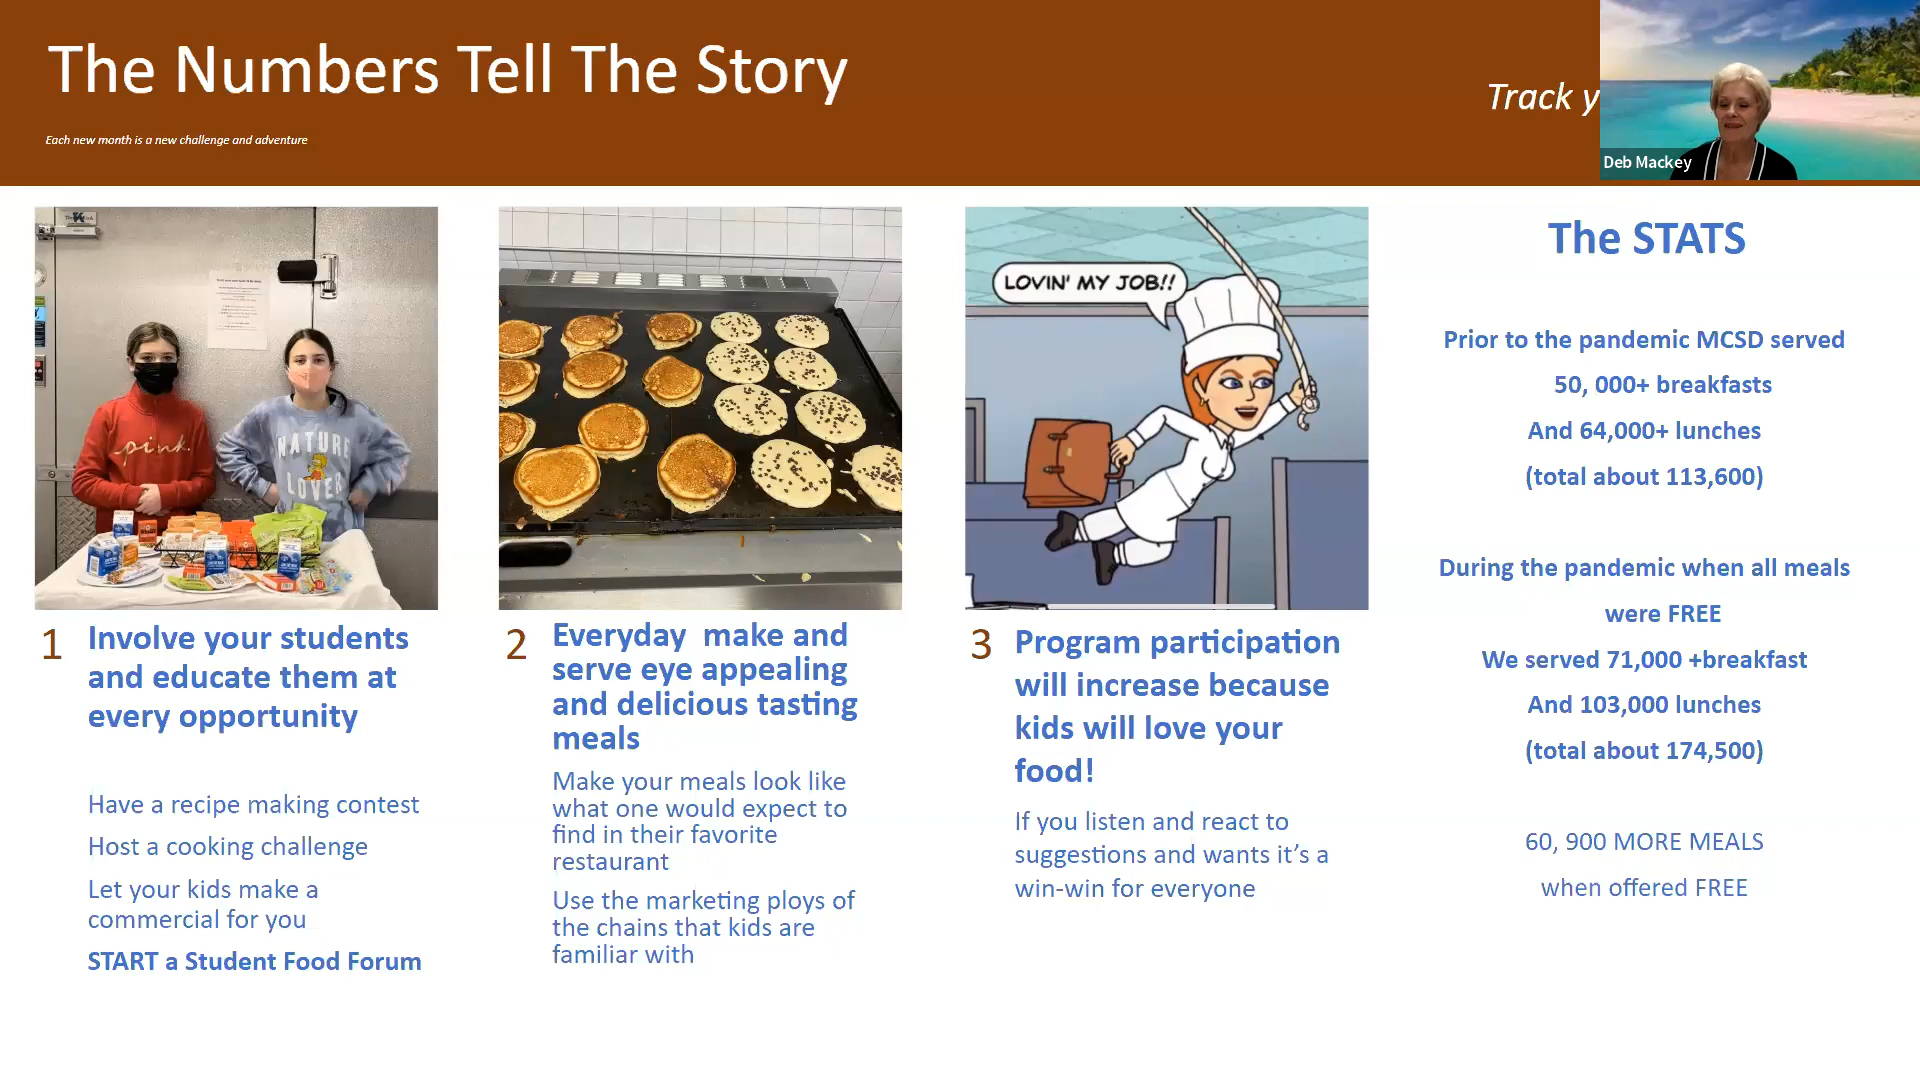 The Numbers Tell The Story
Each new month is a new challenge and adventure
Track y
Deb Mackey
pink
NATURE
LOVER
LOVIN' MY JOB!!
1 Involve your students
and educate them at
every opportunity
Have a recipe making contest
Host a cooking challenge
Let your kids make a
commercial for you
START a Student Food Forum
2 Everyday make and
serve eye appealing
and delicious tasting
meals
Make your meals look like
what one would expect to
find in their favorite
restaurant
Use the marketing ploys of
the chains that kids are
familiar with
3 Program participation
will increase because
kids will love your
food!
If you listen and react to
suggestions and wants it’s a
win-win for everyone
The STATS
Prior to the pandemic MCSD served
50, 000+ breakfasts
And 64,000+ lunches
(total about 113,600)
During the pandemic when all meals
were FREE
We served 71,000 +breakfast
And 103,000 lunches
(total about 174,500)
60, 900 MORE MEALS
when offered FREE